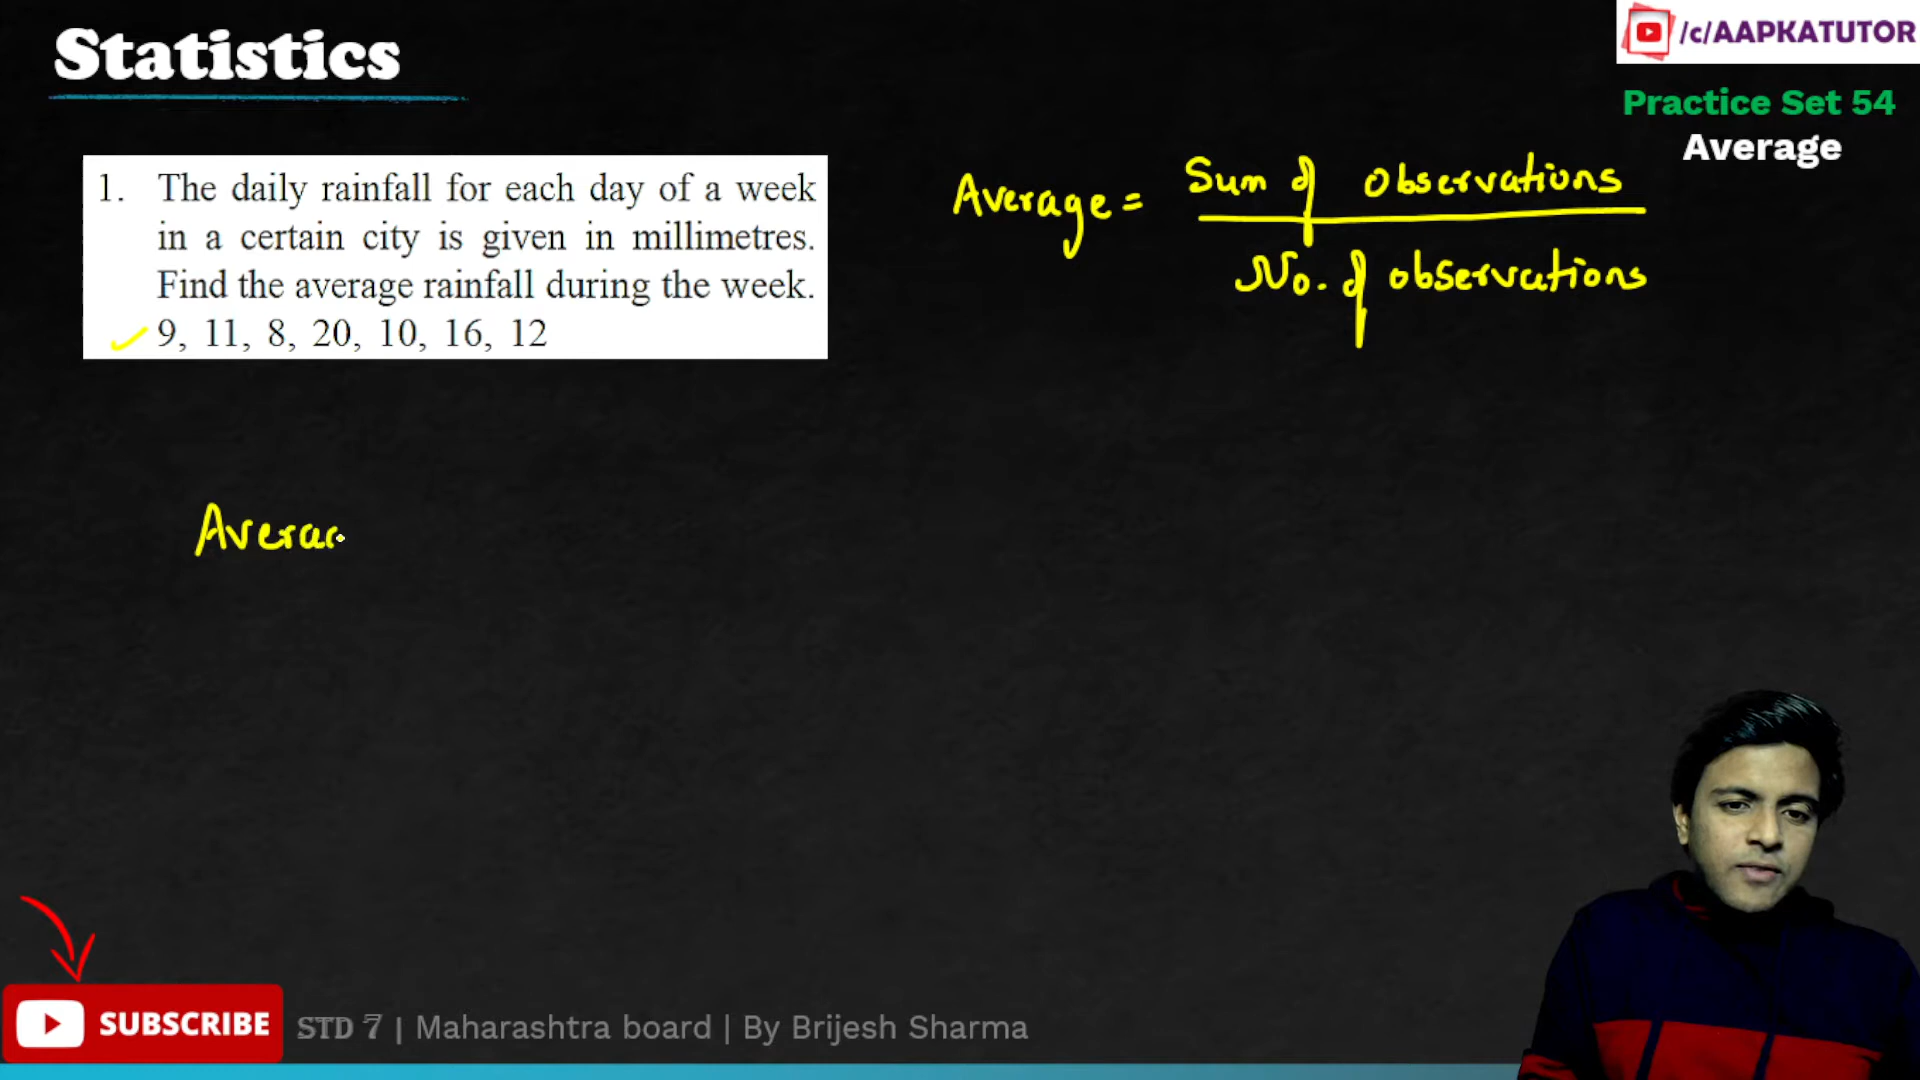 Statistics
/c/AAPKATUTOR
Practice Set 54
Average
1. The daily rainfall for each day of a week
in a certain city is given in millimetres.
Find the average rainfall during the week.
9, 11, 8, 20, 10, 16, 12
Average = Sum of observations
No. of observations
Averag
SUBSCRIBE
STD 7 | Maharashtra board | By Brijesh Sharma